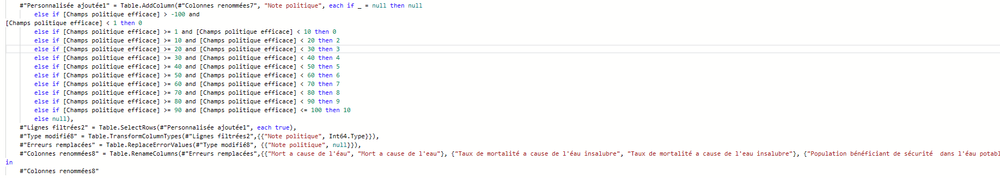 #"Personnalisée ajoutée1" = Table.AddColumn(#"Colonnes renommées7", "Note politique", each if _ = null then null
else if [Champs politique efficace] > -100 and
[Champs politique efficace] < 1 then 0
else if [Champs politique efficace] >= 1 and [Champs politique efficace] < 10 then 0
else if [Champs politique efficace] >= 10 and [Champs politique efficace] < 20 then 2
else if [Champs politique efficace] >= 20 and [Champs politique efficace] < 30 then 3
else if [Champs politique efficace] >= 30 and [Champs politique efficace] < 40 then 4
else if [Champs politique efficace] >= 40 and [Champs politique efficace] < 50 then 5
else if [Champs politique efficace] >= 50 and [Champs politique efficace] < 60 then 6
else if [Champs politique efficace] >= 60 and [Champs politique efficace] < 70 then 7
else if [Champs politique efficace] >= 70 and [Champs politique efficace] < 80 then 8
else if [Champs politique efficace] >= 80 and [Champs politique efficace] < 90 then 9
else if [Champs politique efficace] >= 90 and [Champs politique efficace] <= 100 then 10
else null),
#"Lignes filtrées2" = Table.SelectRows(#"Personnalisée ajoutée1", each true),
#"Type modifié8" = Table.TransformColumnTypes(#"Lignes filtrées2",{{"Note politique", Int64.Type}}),
#"Erreurs remplacées" = Table.ReplaceErrorValues(#"Type modifié8", {{"Note politique", null}}),
#"Colonnes renommées8" = Table.RenameColumns(#"Erreurs remplacées",{{"Mort a cause de l'éau", "Mort a cause de l'eau"}, {"Taux de mortalité a cause de l'éau insalubre", "Taux de mortalité a cause de l'eau insalubre"}, {"Population bénéficiant de sécurité  dans l'éau potabl
in
#"Colonnes renommées8"